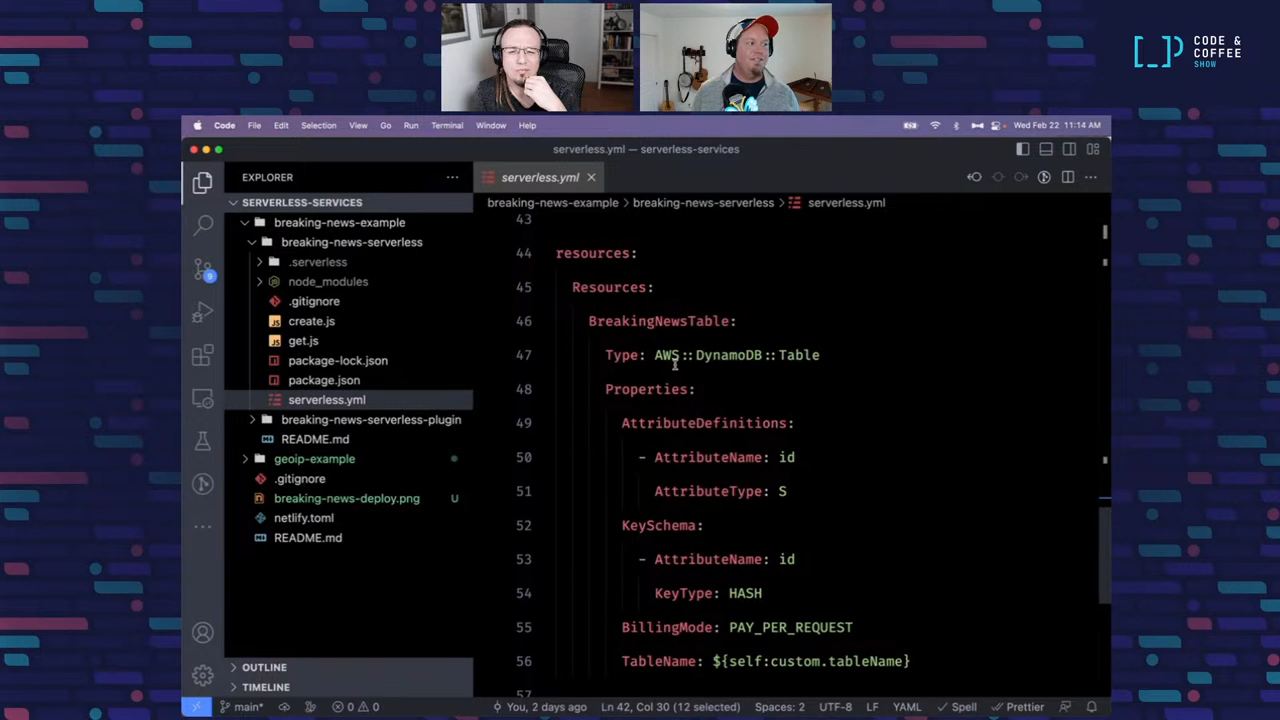 CODE &
COFFEE
SHOW
Code File Edit Selection View Go Run Terminal Window Help Wed Feb 22 11:14 AM
serverless.yml — serverless-services
EXPLORER
serverless.yml
SERVERLESS-SERVICES
breaking-news-example > breaking-news-serverless > serverless.yml
breaking-news-example
breaking-news-serverless
.serverless
node_modules
.gitignore
create.js
get.js
package-lock.json
package.json
serverless.yml
breaking-news-serverless-plugin
README.md
geoip-example
.gitignore
breaking-news-deploy.png U
netlify.toml
README.md
OUTLINE
TIMELINE
9
43
44 resources:
45 Resources:
46 BreakingNewsTable:
47 Type: AWS::DynamoDB::Table
48 Properties:
49 AttributeDefinitions:
50 - AttributeName: id
51 AttributeType: S
52 KeySchema:
53 - AttributeName: id
54 KeyType: HASH
55 BillingMode: PAY_PER_REQUEST
56 TableName: ${self:custom.tableName}
57
main* 0 0 You, 2 days ago Ln 42, Col 30 (12 selected) Spaces: 2 UTF-8 LF YAML Spell Prettier